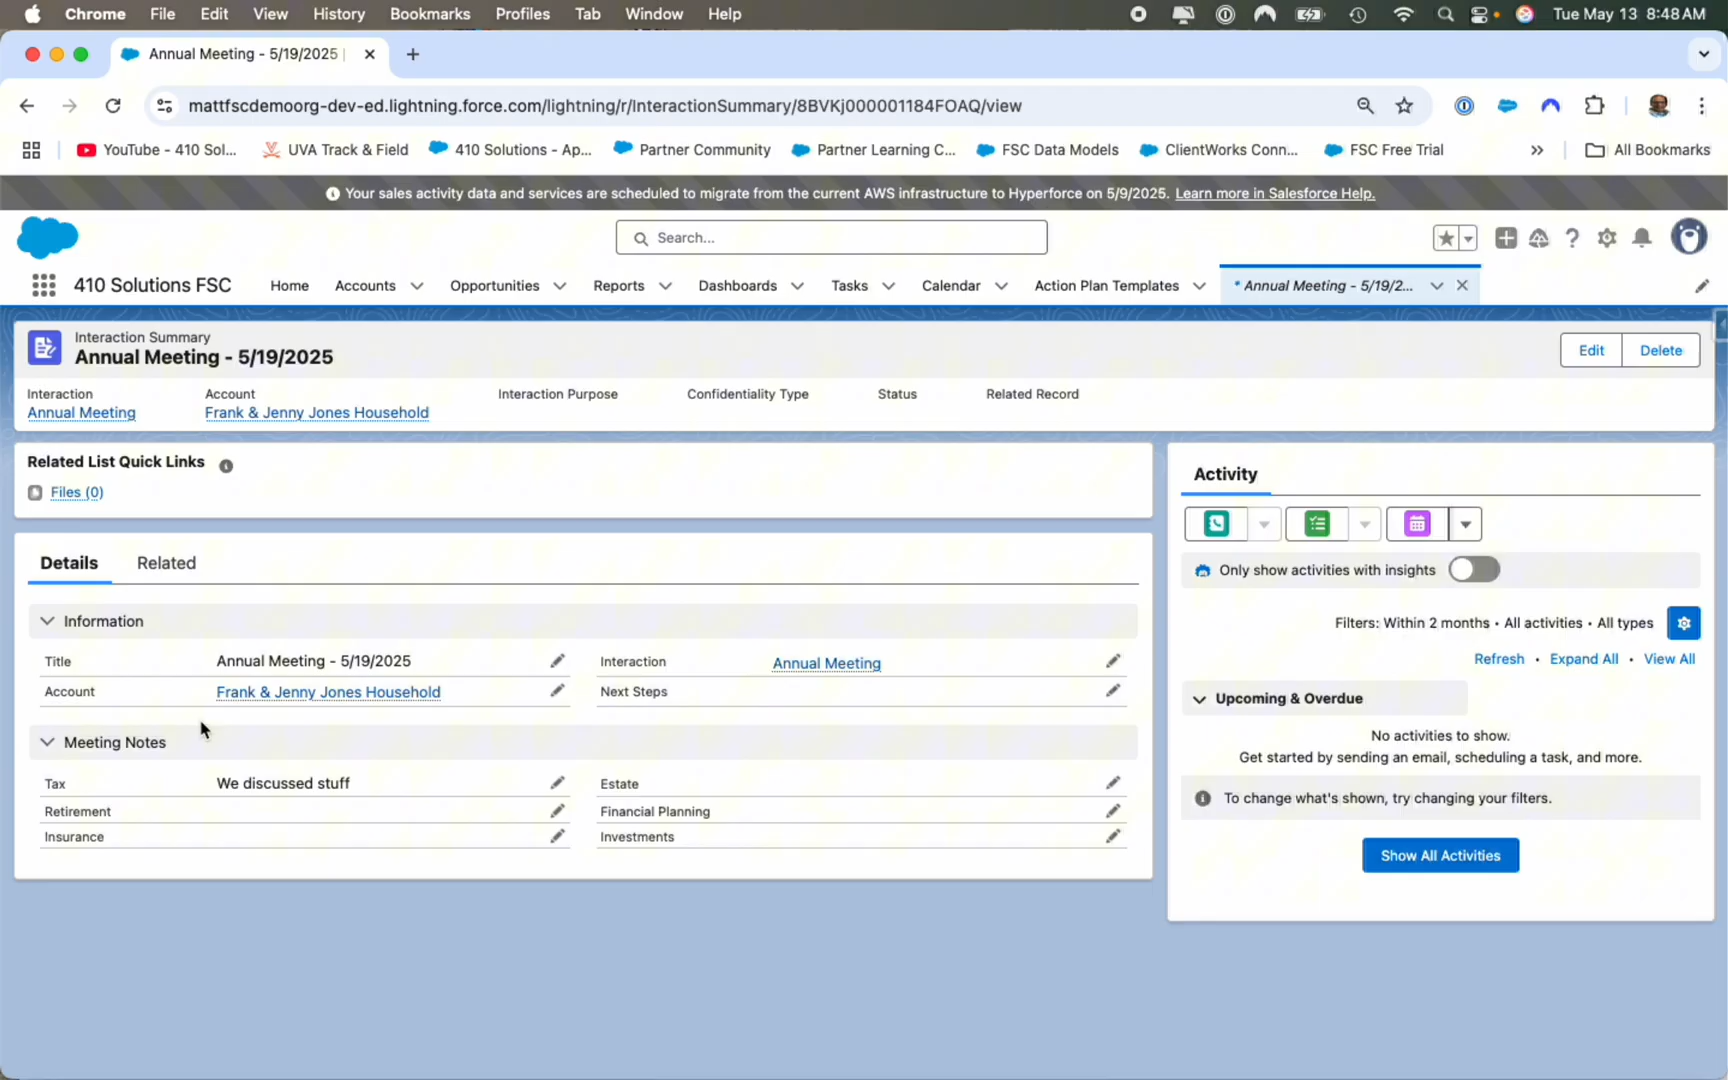 Chrome File Edit View History Bookmarks Profiles Tab Window Help Tue May 13 8:48 AM
Annual Meeting - 5/19/2025
mattfscdemoorg-dev-ed.lightning.force.com/lightning/r/InteractionSummary/8BVKj000001184FOAQ/view
YouTube - 410 Sol... UVA Track & Field 410 Solutions - Ap... Partner Community Partner Learning C... FSC Data Models ClientWorks Conn... FSC Free Trial » All Bookmarks
Your sales activity data and services are scheduled to migrate from the current AWS infrastructure to Hyperforce on 5/9/2025. Learn more in Salesforce Help.
Search...
410 Solutions FSC Home Accounts Opportunities Reports Dashboards Tasks Calendar Action Plan Templates * Annual Meeting - 5/19/2...
Interaction Summary
Annual Meeting - 5/19/2025
Edit Delete
Interaction Account Interaction Purpose Confidentiality Type Status Related Record
Annual Meeting Frank & Jenny Jones Household
Related List Quick Links
Files (0)
Details Related
Information
Title Annual Meeting - 5/19/2025 Interaction Annual Meeting
Account Frank & Jenny Jones Household Next Steps
Meeting Notes
Tax We discussed stuff Estate
Retirement Financial Planning
Insurance Investments
Activity
Only show activities with insights
Filters: Within 2 months • All activities • All types
Refresh • Expand All • View All
Upcoming & Overdue
No activities to show.
Get started by sending an email, scheduling a task, and more.
To change what's shown, try changing your filters.
Show All Activities